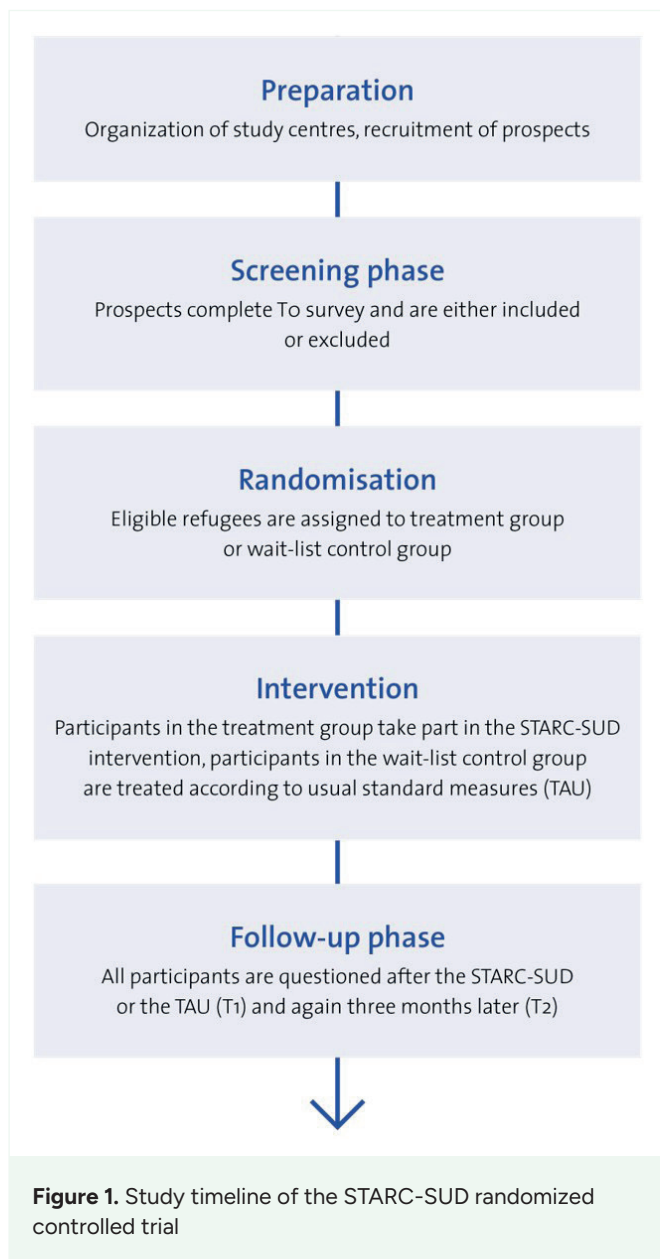 Preparation
Organization of study centres, recruitment of prospects
Screening phase
Prospects complete T0 survey and are either included
or excluded
Randomisation
Eligible refugees are assigned to treatment group
or wait-list control group
Intervention
Participants in the treatment group take part in the STARC-SUD
intervention, participants in the wait-list control group
are treated according to usual standard measures (TAU)
Follow-up phase
All participants are questioned after the STARC-SUD
or the TAU (T1) and again three months later (T2)
Figure 1. Study timeline of the STARC-SUD randomized
controlled trial